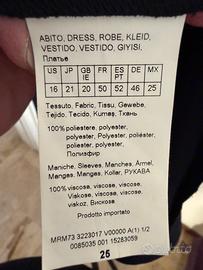 ABITO, DRESS, ROBE, KLEID,
VESTIDO, VESTIDO, GIYISI,
Платье
US JP GB IE FR ES PT DE MX
16 21 20 50 52 46 25
Tessuto, Fabric, Tissu, Gewebe,
Tejido, Tecido, Kumas, Ткань
100% poliestere, polyester,
polyester, Polyester, poliéster,
poliéster, polyester,
Полиэфир
Maniche, Sleeves, Manches, Ärmel,
Mangas, Mangas, Kollar, РУКАВА
100% viscosa, viscose, viscose,
Viskose, viscosa, viscose,
viskoz, Вискоза
Prodotto importato
MRM73 3223017 V00000 A(1) 1/2
0085035 001 15283059
25
subito